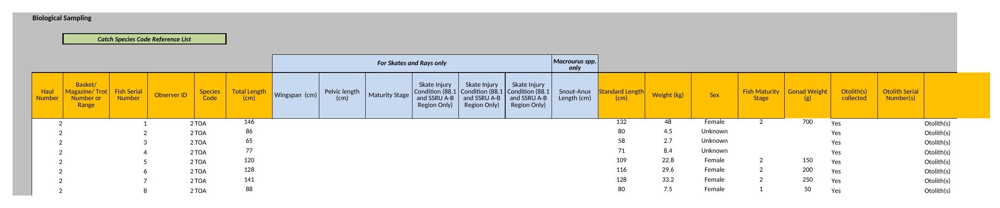 Biological Sampling
Catch Species Code Reference List
For Skates and Rays only
Macrourus spp.
only
Haul
Number
Basket/
Magazine/ Trot
Number or
Range
Fish Serial
Number
Observer ID
Species
Code
Total Length
(cm)
Wingspan (cm)
Pelvic length
(cm)
Maturity Stage
Skate Injury
Condition (88.1
and SSRU A-B
Region Only)
Skate Injury
Condition (88.1
and SSRU A-B
Region Only)
Skate Injury
Condition (88.1
and SSRU A-B
Region Only)
Snout-Anus
Length (cm)
Standard Length
(cm)
Weight (kg)
Sex
Fish Maturity
Stage
Gonad Weight
(g)
Otolith(s)
collected
Otolith Serial
Number(s)
2 1 2 TOA 146 132 48 Female 2 700 Yes Otolith(s)
2 2 2 TOA 86 80 4.5 Unknown Yes Otolith(s)
2 3 2 TOA 65 58 2.7 Unknown Yes Otolith(s)
2 4 2 TOA 77 71 8.4 Unknown Yes Otolith(s)
2 5 2 TOA 120 109 22.8 Female 2 150 Yes Otolith(s)
2 6 2 TOA 128 116 29.6 Female 2 200 Yes Otolith(s)
2 7 2 TOA 141 128 33.2 Female 2 250 Yes Otolith(s)
2 8 2 TOA 88 80 7.5 Female 1 50 Yes Otolith(s)